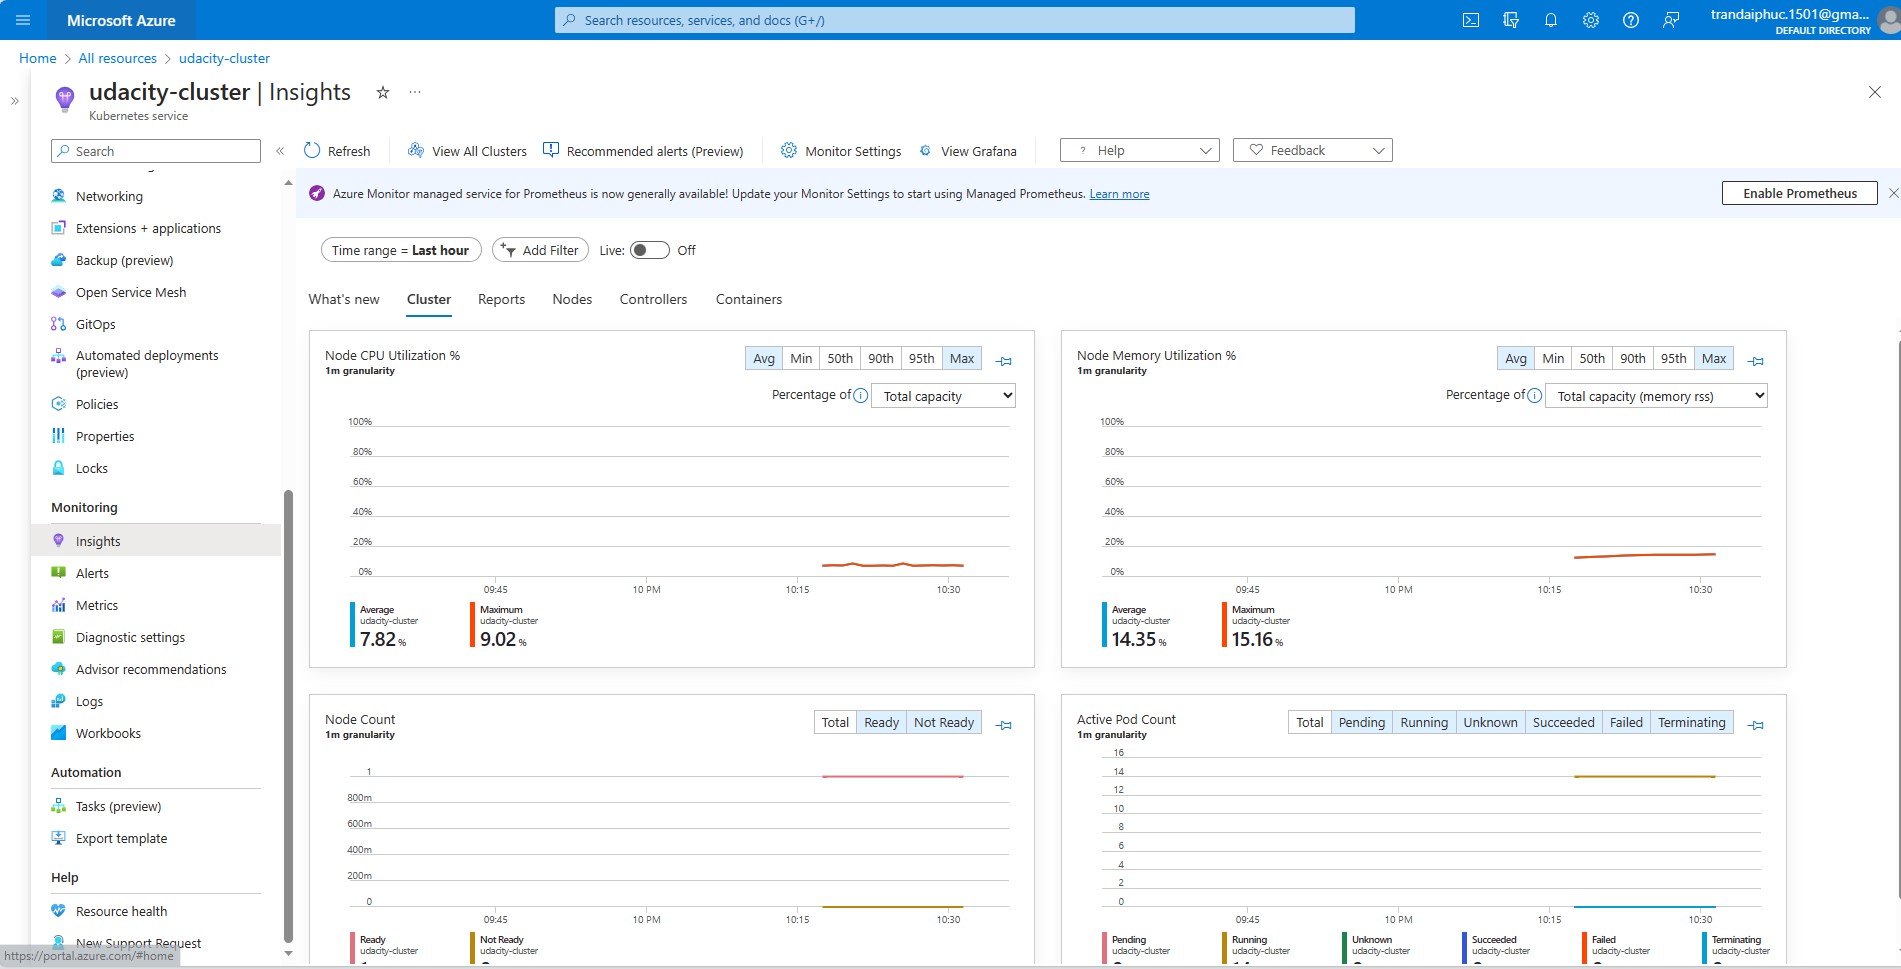 Microsoft Azure
Search resources, services, and docs (G+/)
trandaiphuc.1501@gma...
DEFAULT DIRECTORY
Home > All resources > udacity-cluster
udacity-cluster | Insights
Kubernetes service
Search
Refresh
View All Clusters
Recommended alerts (Preview)
Monitor Settings
View Grafana
? Help
Feedback
Networking
Extensions + applications
Backup (preview)
Open Service Mesh
GitOps
Automated deployments
(preview)
Policies
Properties
Locks
Monitoring
Insights
Alerts
Metrics
Diagnostic settings
Advisor recommendations
Logs
Workbooks
Automation
Tasks (preview)
Export template
Help
Resource health
New Support Request
https://portal.azure.com/#home
Azure Monitor managed service for Prometheus is now generally available! Update your Monitor Settings to start using Managed Prometheus. Learn more
Enable Prometheus
Time range = Last hour
Add Filter
Live:
Off
What's new
Cluster
Reports
Nodes
Controllers
Containers
Node CPU Utilization %
1m granularity
Avg Min 50th 90th 95th Max
Percentage of
Total capacity
100%
80%
60%
40%
20%
0%
09:45 10 PM 10:15 10:30
Average
udacity-cluster
7.82 %
Maximum
udacity-cluster
9.02 %
Node Memory Utilization %
1m granularity
Avg Min 50th 90th 95th Max
Percentage of
Total capacity (memory rss)
100%
80%
60%
40%
20%
0%
09:45 10 PM 10:15 10:30
Average
udacity-cluster
14.35 %
Maximum
udacity-cluster
15.16 %
Node Count
1m granularity
Total Ready Not Ready
1
800m
600m
400m
200m
0
09:45 10 PM 10:15 10:30
Ready
udacity-cluster
Not Ready
udacity-cluster
Active Pod Count
1m granularity
Total Pending Running Unknown Succeeded Failed Terminating
16
14
12
10
8
6
4
2
0
09:45 10 PM 10:15 10:30
Pending
udacity-cluster
Running
udacity-cluster
Unknown
udacity-cluster
Succeeded
udacity-cluster
Failed
udacity-cluster
Terminating
udacity-cluster